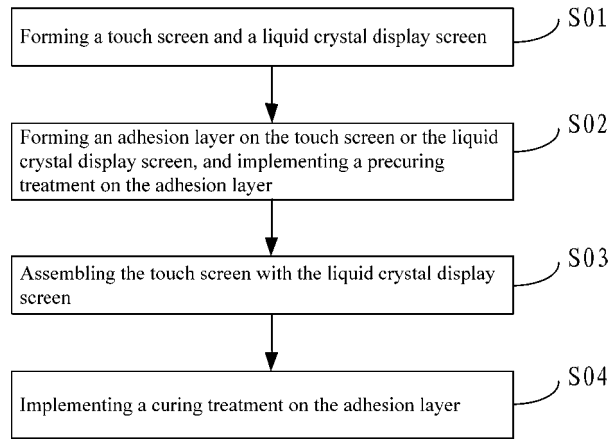 Forming a touch screen and a liquid crystal display screen
S01
Forming an adhesion layer on the touch screen or the liquid
crystal display screen, and implementing a precuring
treatment on the adhesion layer
S02
Assembling the touch screen with the liquid crystal display
screen
S03
Implementing a curing treatment on the adhesion layer
S04